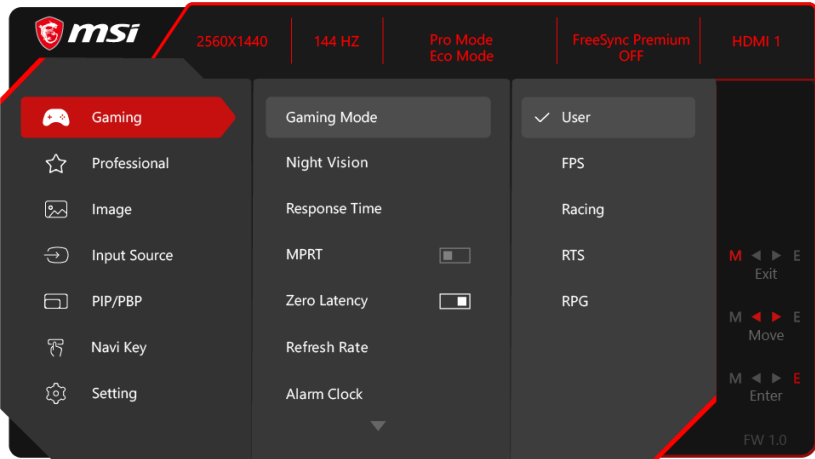 msi
2560X1440
144 HZ
Pro Mode
Eco Mode
FreeSync Premium
OFF
HDMI 1
Gaming
Professional
Image
Input Source
PIP/PBP
Navi Key
Setting
Gaming Mode
Night Vision
Response Time
MPRT
Zero Latency
Refresh Rate
Alarm Clock
User
FPS
Racing
RTS
RPG
M ◀ ▶ E
Exit
M ◀ ▶ E
Move
M ◀ ▶ E
Enter
FW 1.0